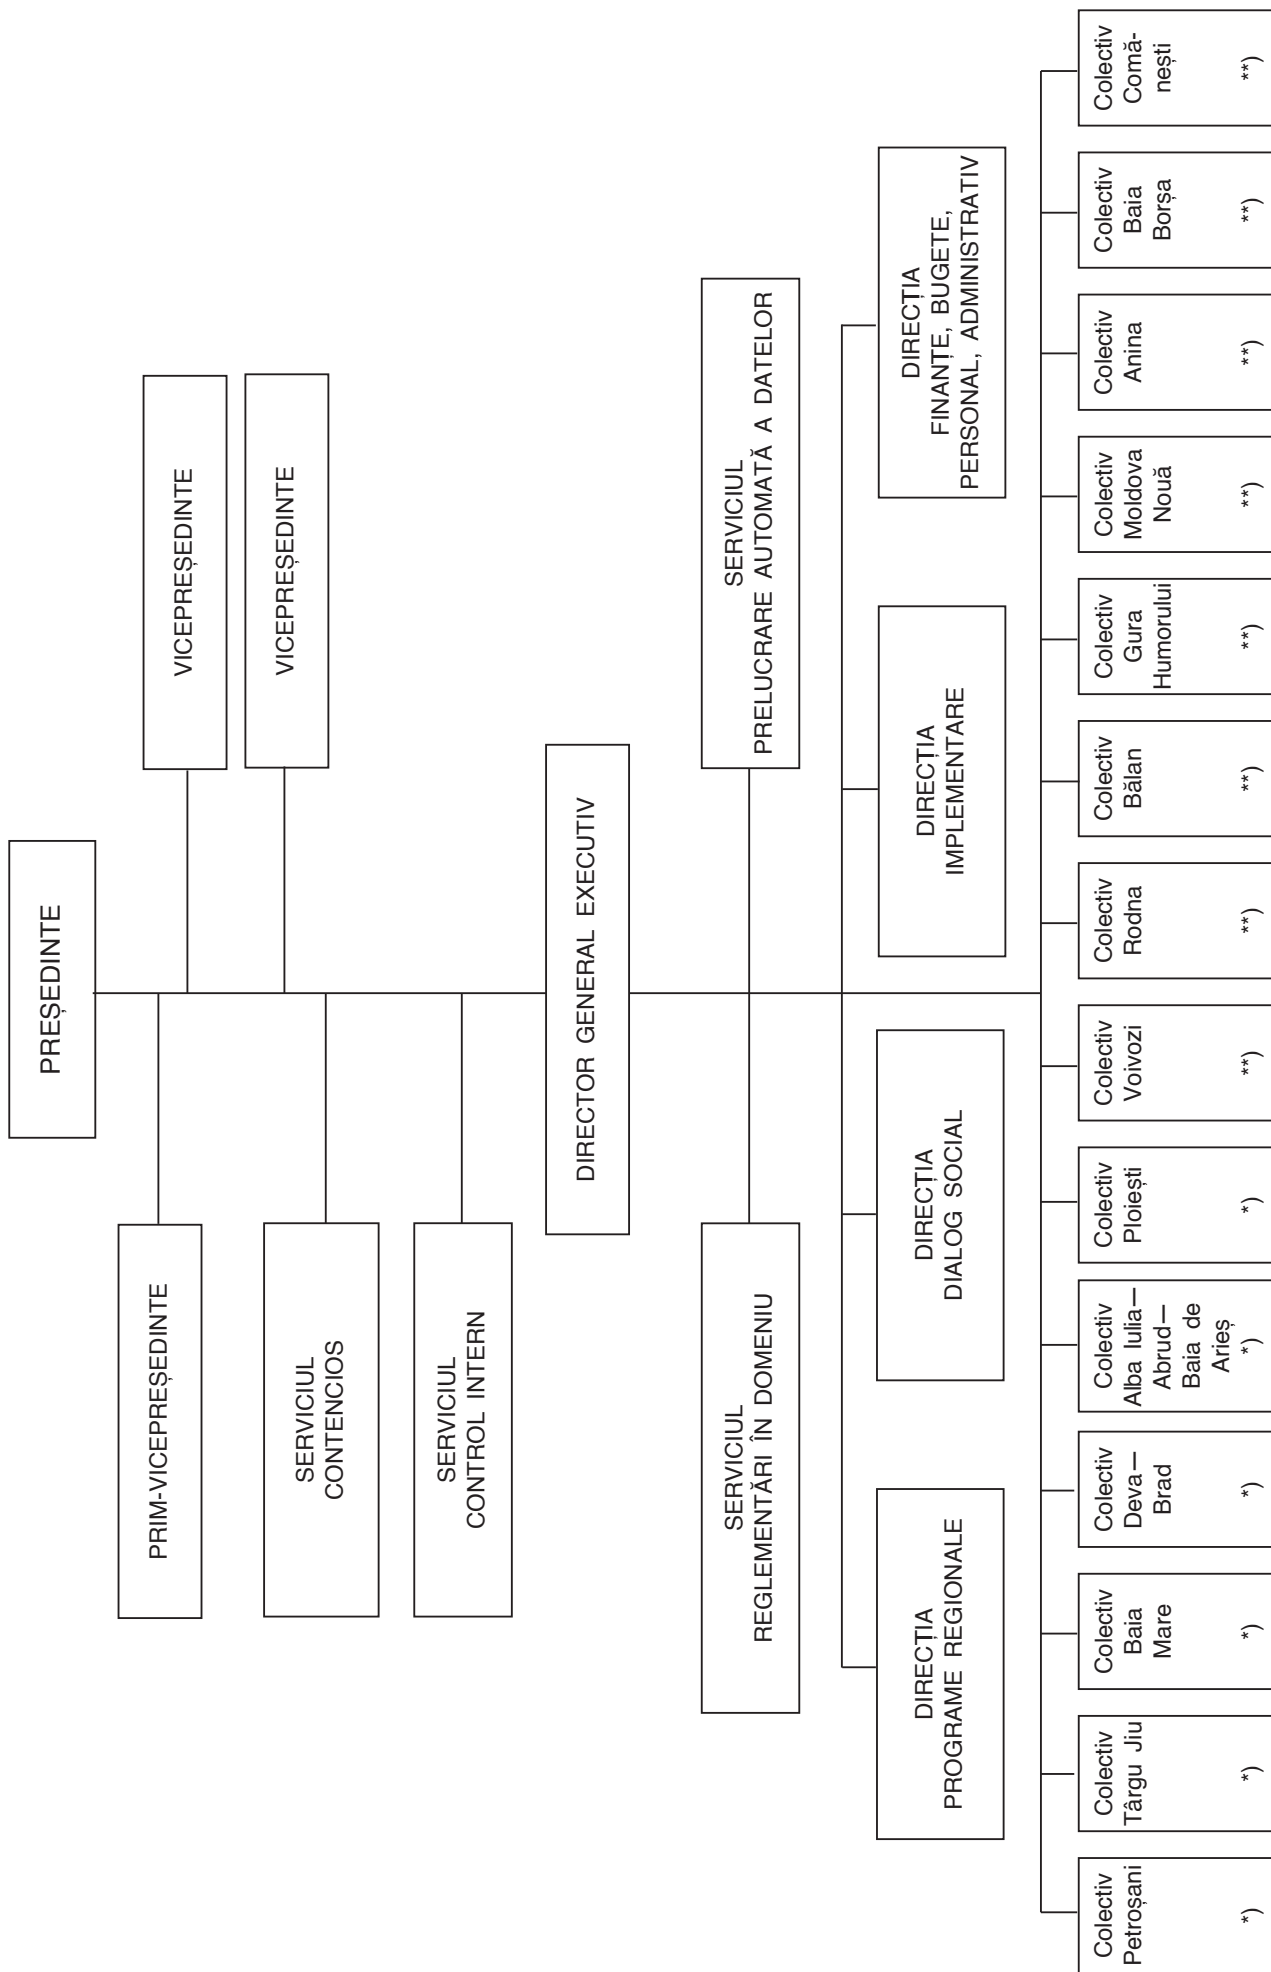 PREȘEDINTE
PRIM-VICEPREȘEDINTE
VICEPREȘEDINTE
VICEPREȘEDINTE
SERVICIUL
CONTENCIOS
SERVICIUL
CONTROL INTERN
DIRECTOR GENERAL EXECUTIV
SERVICIUL
REGLEMENTĂRI ÎN DOMENIU
SERVICIUL
PRELUCRARE AUTOMATĂ A DATELOR
DIRECȚIA
PROGRAME REGIONALE
DIRECȚIA
DIALOG SOCIAL
DIRECȚIA
IMPLEMENTARE
DIRECȚIA
FINANȚE, BUGETE,
PERSONAL, ADMINISTRATIV
Colectiv
Petroșani
*)
Colectiv
Târgu Jiu
*)
Colectiv
Baia
Mare
*)
Colectiv
Deva—
Brad
*)
Colectiv
Alba Iulia—
Abrud—
Baia de
Arieș
*)
Colectiv
Ploiești
*)
Colectiv
Voivozi
**)
Colectiv
Rodna
**)
Colectiv
Bălan
**)
Colectiv
Gura
Humorului
**)
Colectiv
Moldova
Nouă
**)
Colectiv
Anina
**)
Colectiv
Baia
Borșa
**)
Colectiv
Comă-
nești
**)